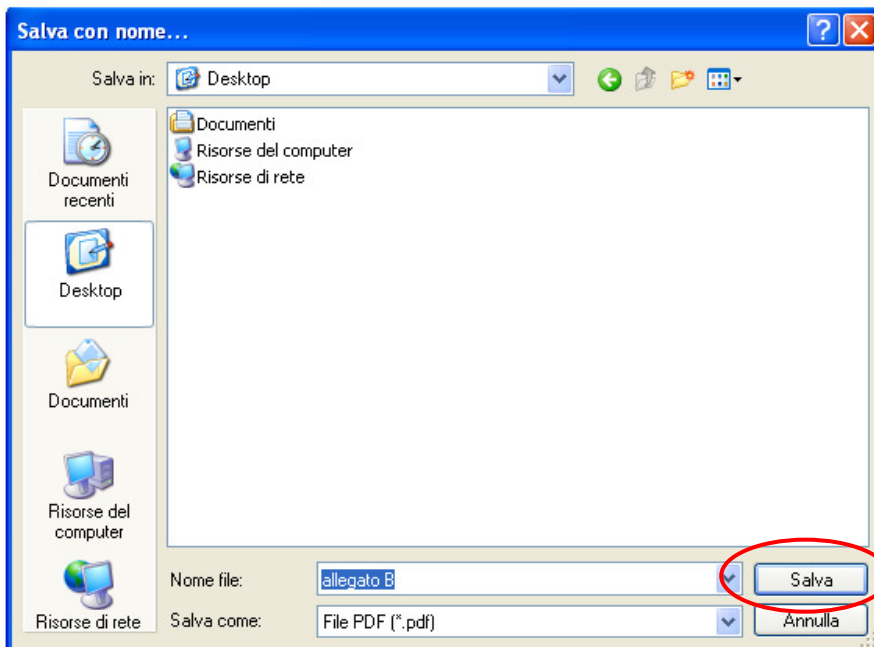 Salva con nome...
Salva in:
Desktop
Documenti recenti
Desktop
Documenti
Risorse del computer
Risorse di rete
Documenti
Risorse del computer
Risorse di rete
Nome file:
allegato B
Salva
Salva come:
File PDF (*.pdf)
Annulla